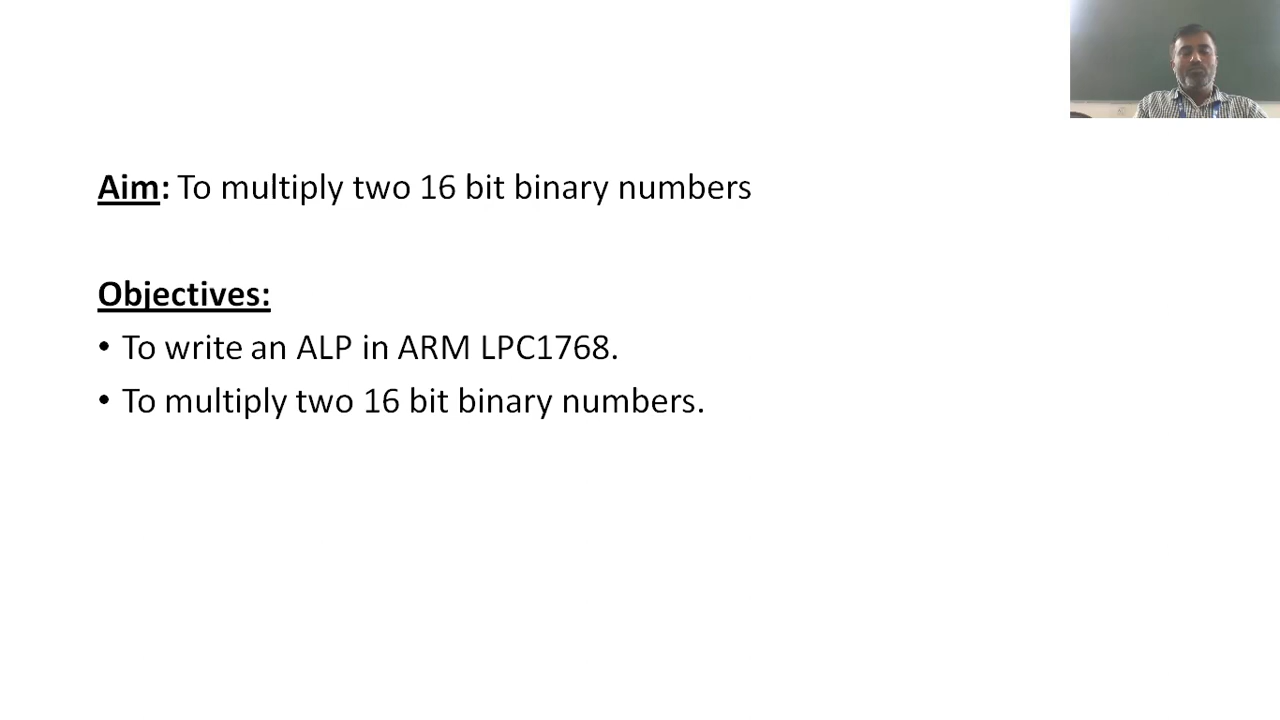 Aim: To multiply two 16 bit binary numbers
Objectives:
• To write an ALP in ARM LPC1768.
• To multiply two 16 bit binary numbers.